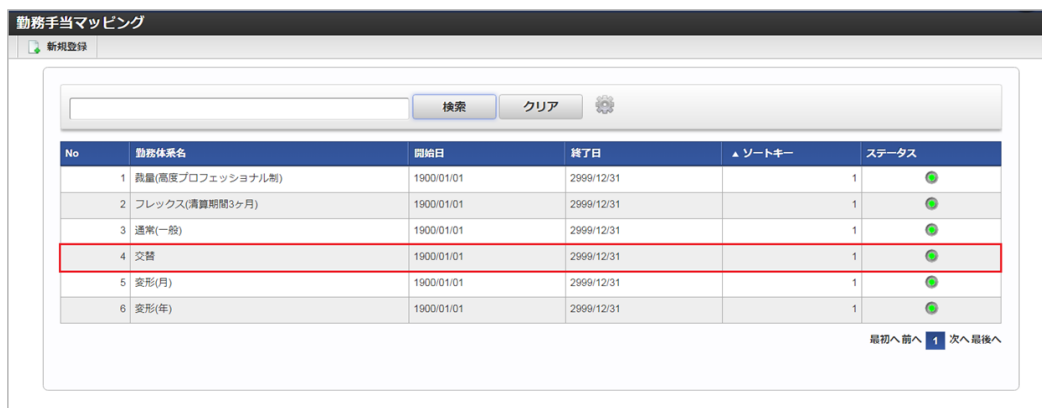 勤務手当マッピング
新規登録
検索 クリア
No 勤務体系名 開始日 終了日 ▲ ソートキー ステータス
1 裁量(高度プロフェッショナル制) 1900/01/01 2999/12/31 1
2 フレックス(清算期間3ヶ月) 1900/01/01 2999/12/31 1
3 通常(一般) 1900/01/01 2999/12/31 1
4 交替 1900/01/01 2999/12/31 1
5 変形(月) 1900/01/01 2999/12/31 1
6 変形(年) 1900/01/01 2999/12/31 1
最初へ 前へ 1 次へ 最後へ